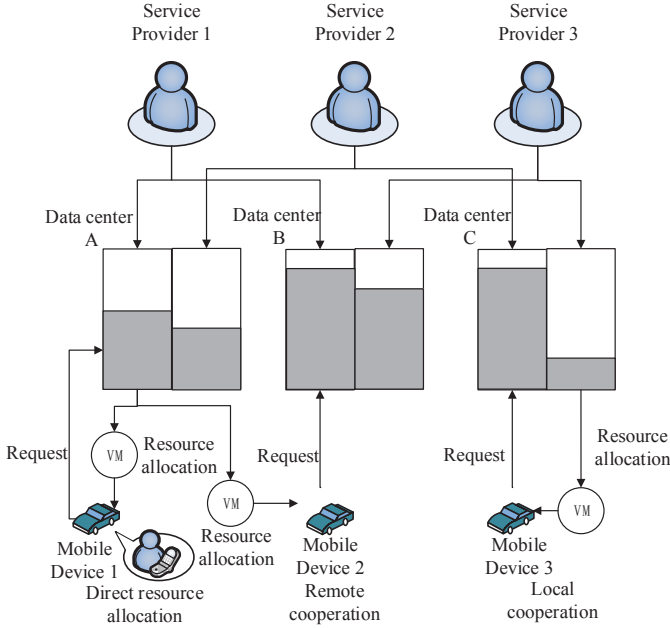 Service
Provider 1
Service
Provider 2
Service
Provider 3
Data center
A
Data center
B
Data center
C
Request
VM
Resource
allocation
VM
Resource
allocation
Request
Request
Resource
allocation
VM
Mobile
Device 1
Direct resource
allocation
Mobile
Device 2
Remote
cooperation
Mobile
Device 3
Local
cooperation